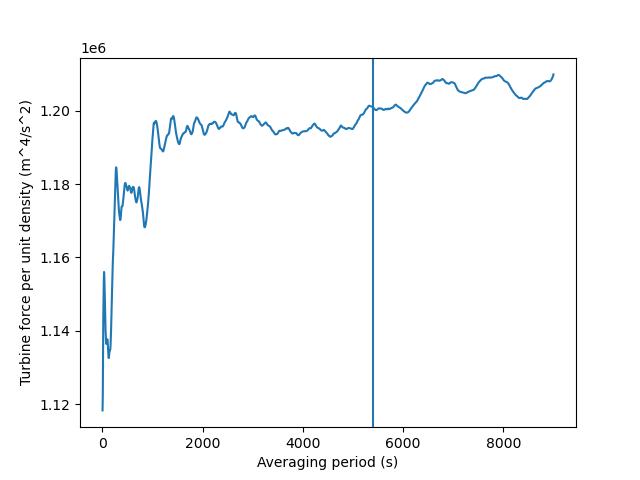 1e6
1.20
1.18
1.16
1.14
1.12
Turbine force per unit density (m^4/s^2)
0 2000 4000 6000 8000
Averaging period (s)